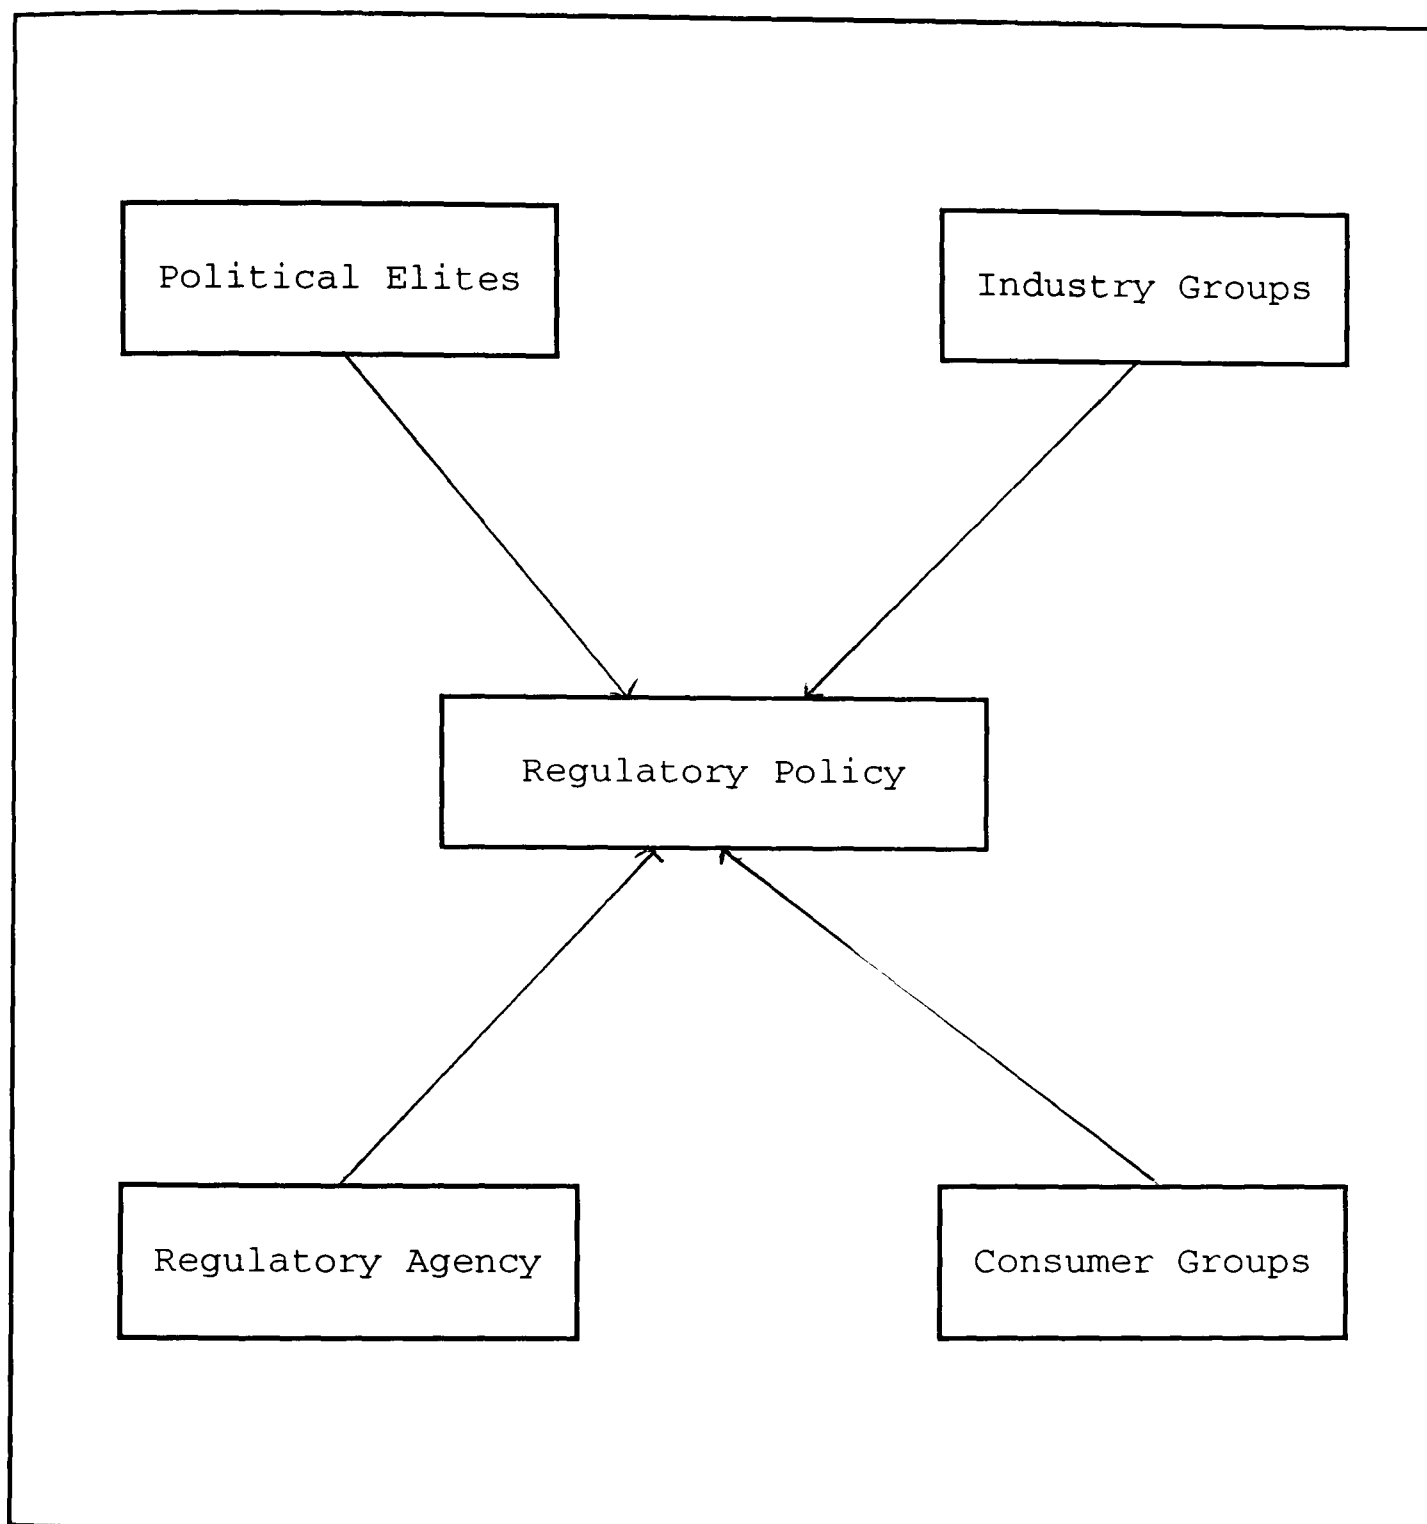 Political Elites
Industry Groups
Regulatory Policy
Regulatory Agency
Consumer Groups